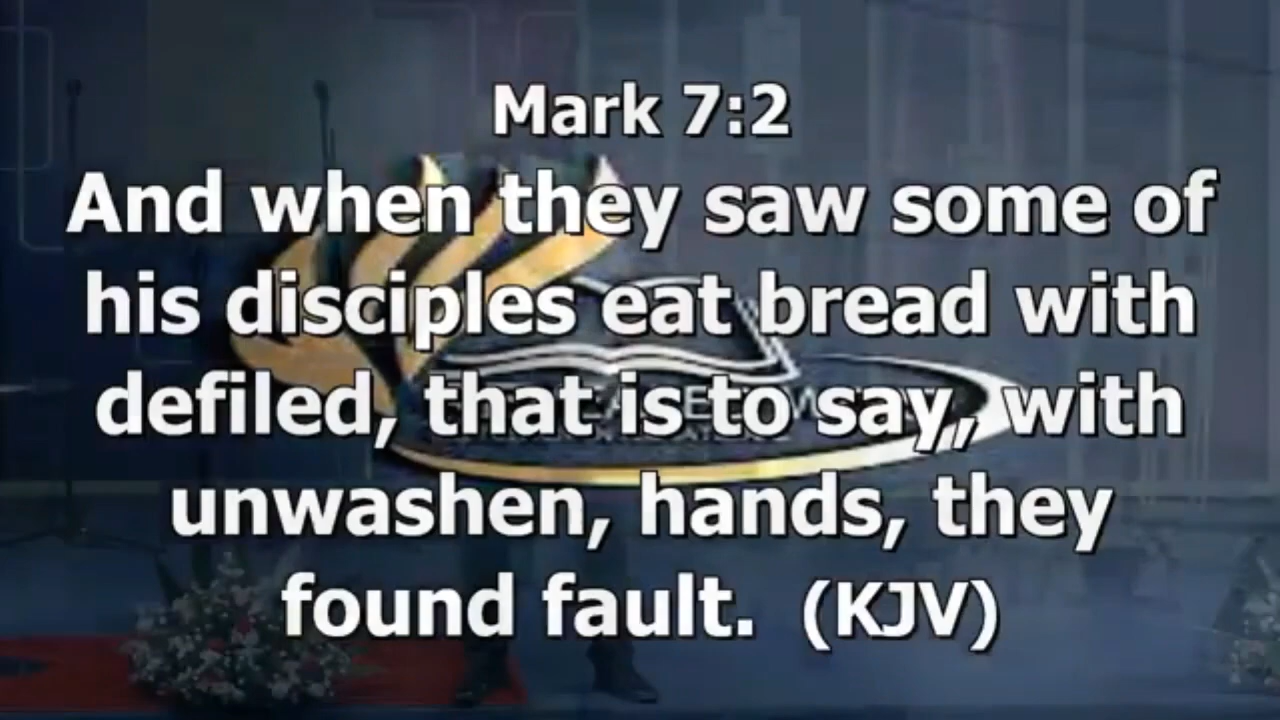 Mark 7:2
And when they saw some of
his disciples eat bread with
defiled, that is to say, with
unwashen, hands, they
found fault.  (KJV)